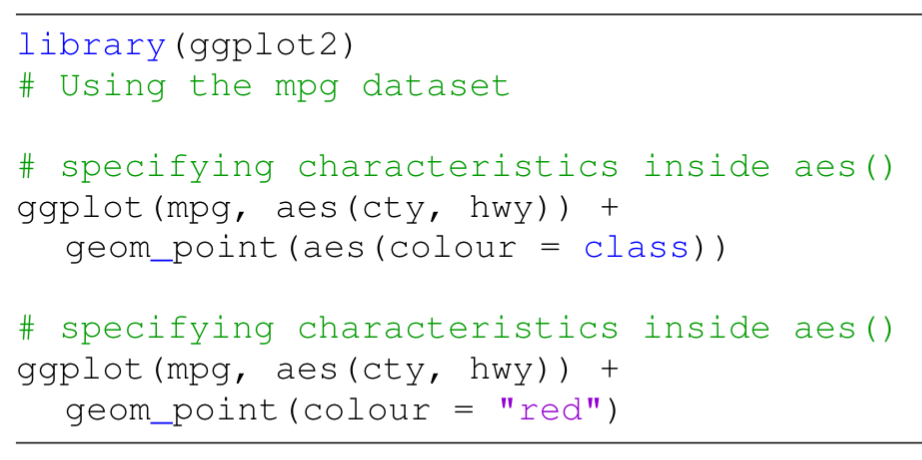 library(ggplot2)
# Using the mpg dataset
# specifying characteristics inside aes()
ggplot(mpg, aes(cty, hwy)) +
geom_point(aes(colour = class))
# specifying characteristics inside aes()
ggplot(mpg, aes(cty, hwy)) +
geom_point(colour = "red")